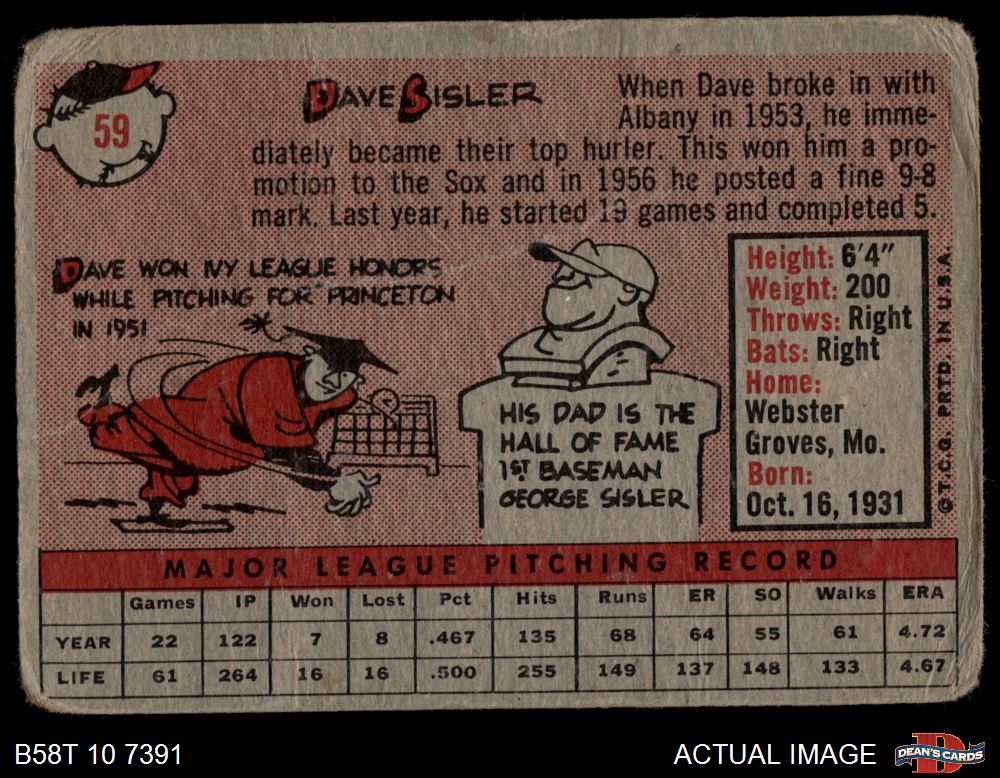 59
DAVE SISLER
When Dave broke in with
Albany in 1953, he imme-
diately became their top hurler. This won him a pro-
motion to the Sox and in 1956 he posted a fine 9-8
mark. Last year, he started 19 games and completed 5.
DAVE WON IVY LEAGUE HONORS
WHILE PITCHING FOR PRINCETON
IN 1951
HIS DAD IS THE
HALL OF FAME
1ST BASEMAN
GEORGE SISLER
Height: 6'4"
Weight: 200
Throws: Right
Bats: Right
Home:
Webster
Groves, Mo.
Born:
Oct. 16, 1931
© T.C.G. PRTD. IN U.S.A.
MAJOR LEAGUE PITCHING RECORD
Games IP Won Lost Pct Hits Runs ER SO Walks ERA
YEAR 22 122 7 8 .467 135 68 64 55 61 4.72
LIFE 61 264 16 16 .500 255 149 137 148 133 4.67
B58T 10 7391
ACTUAL IMAGE
DEAN'S CARDS